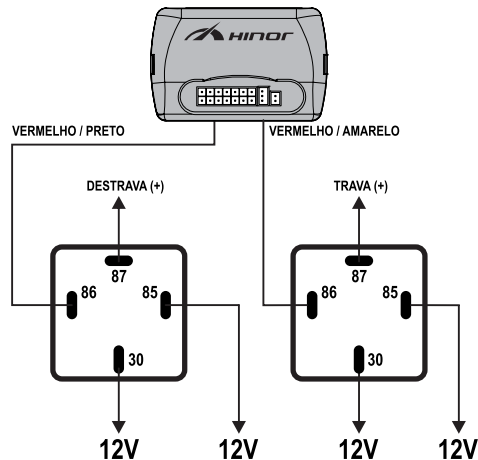 HINOR
VERMELHO / PRETO
VERMELHO / AMARELO
DESTRAVA (+)
TRAVA (+)
87
87
86
85
86
85
30
30
12V
12V
12V
12V